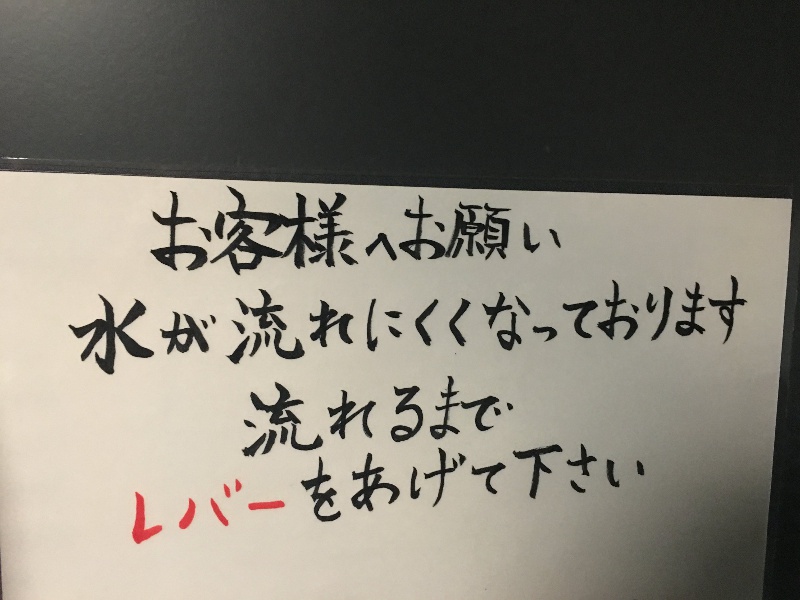 お客様へお願い
水が流れにくくなっております
流れるまで
レバーをあげて下さい